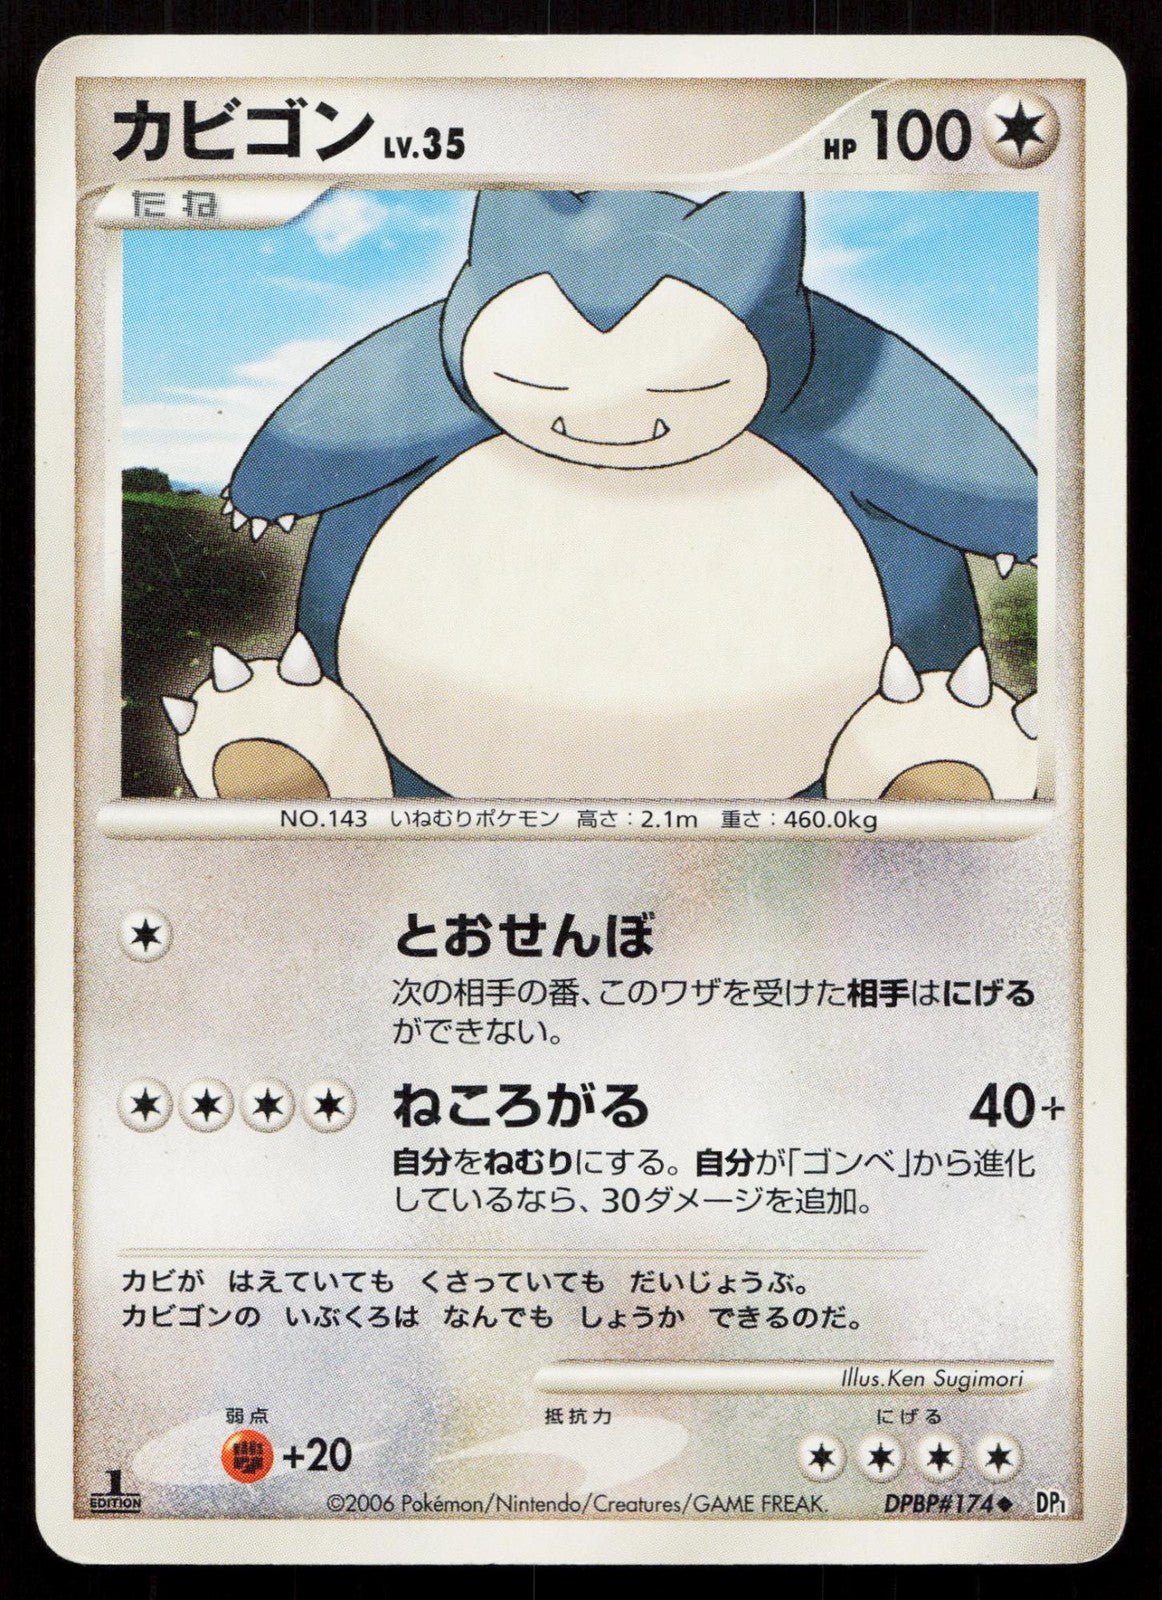 カビゴン LV.35 HP 100
たね
NO.143 いねむりポケモン 高さ：2.1m 重さ：460.0kg
とおせんぼ
次の相手の番、このワザを受けた相手はにげる
ができない。
ねころがる 40+
自分をねむりにする。自分が「ゴンベ」から進化
しているなら、30ダメージを追加。
カビが はえていても くさっていても だいじょうぶ。
カビゴンの いぶくろは なんでも しょうか できるのだ。
Illus.Ken Sugimori
弱点 抵抗力 にげる
+20
1 EDITION ©2006 Pokémon/Nintendo/Creatures/GAME FREAK. DPBP#174◆ DP1